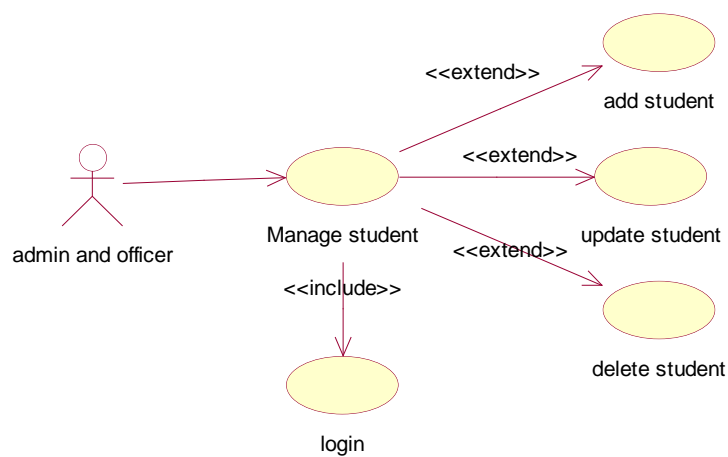 <<extend>>
add student
<<extend>>
admin and officer
Manage student
update student
<<extend>>
<<include>>
delete student
login